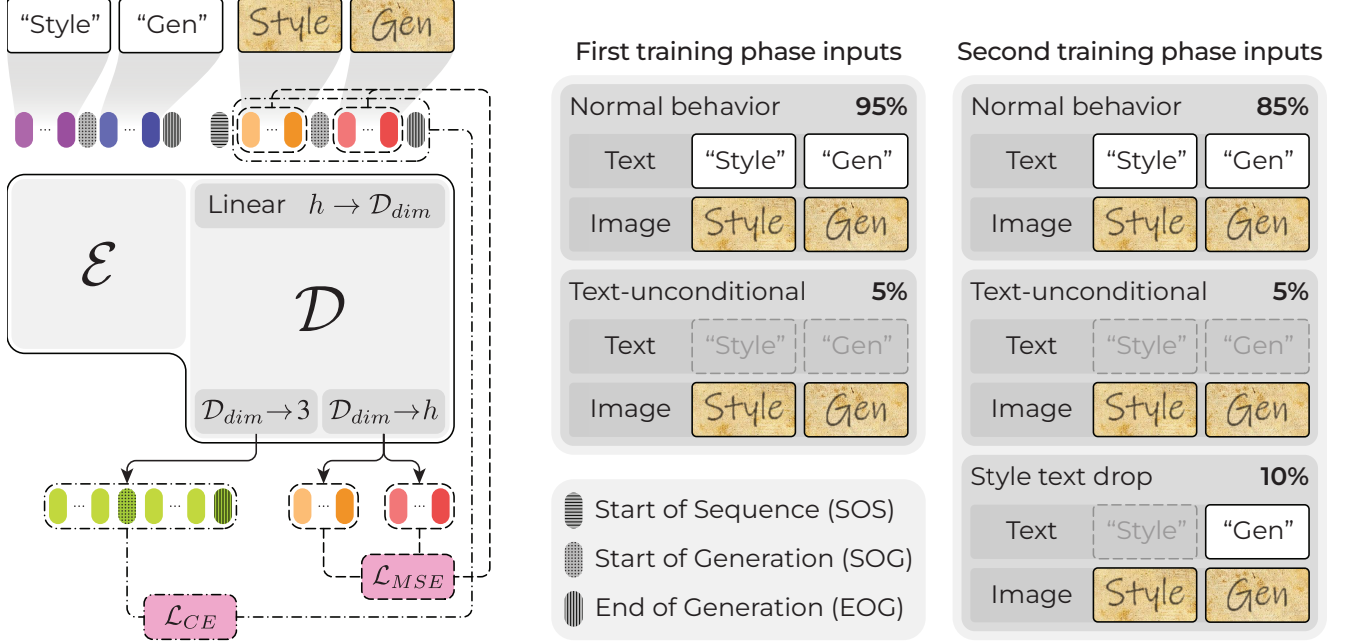 “Style” “Gen” Style Gen
... ... ... ...
Linear h → 𝒟dim
ℰ
𝒟
𝒟dim→3 𝒟dim→h
... ... ... ...
ℒMSE
ℒCE
First training phase inputs
Normal behavior 95%
Text “Style” “Gen”
Image Style Gen
Text-unconditional 5%
Text “Style” “Gen”
Image Style Gen
Start of Sequence (SOS)
Start of Generation (SOG)
End of Generation (EOG)
Second training phase inputs
Normal behavior 85%
Text “Style” “Gen”
Image Style Gen
Text-unconditional 5%
Text “Style” “Gen”
Image Style Gen
Style text drop 10%
Text “Style” “Gen”
Image Style Gen